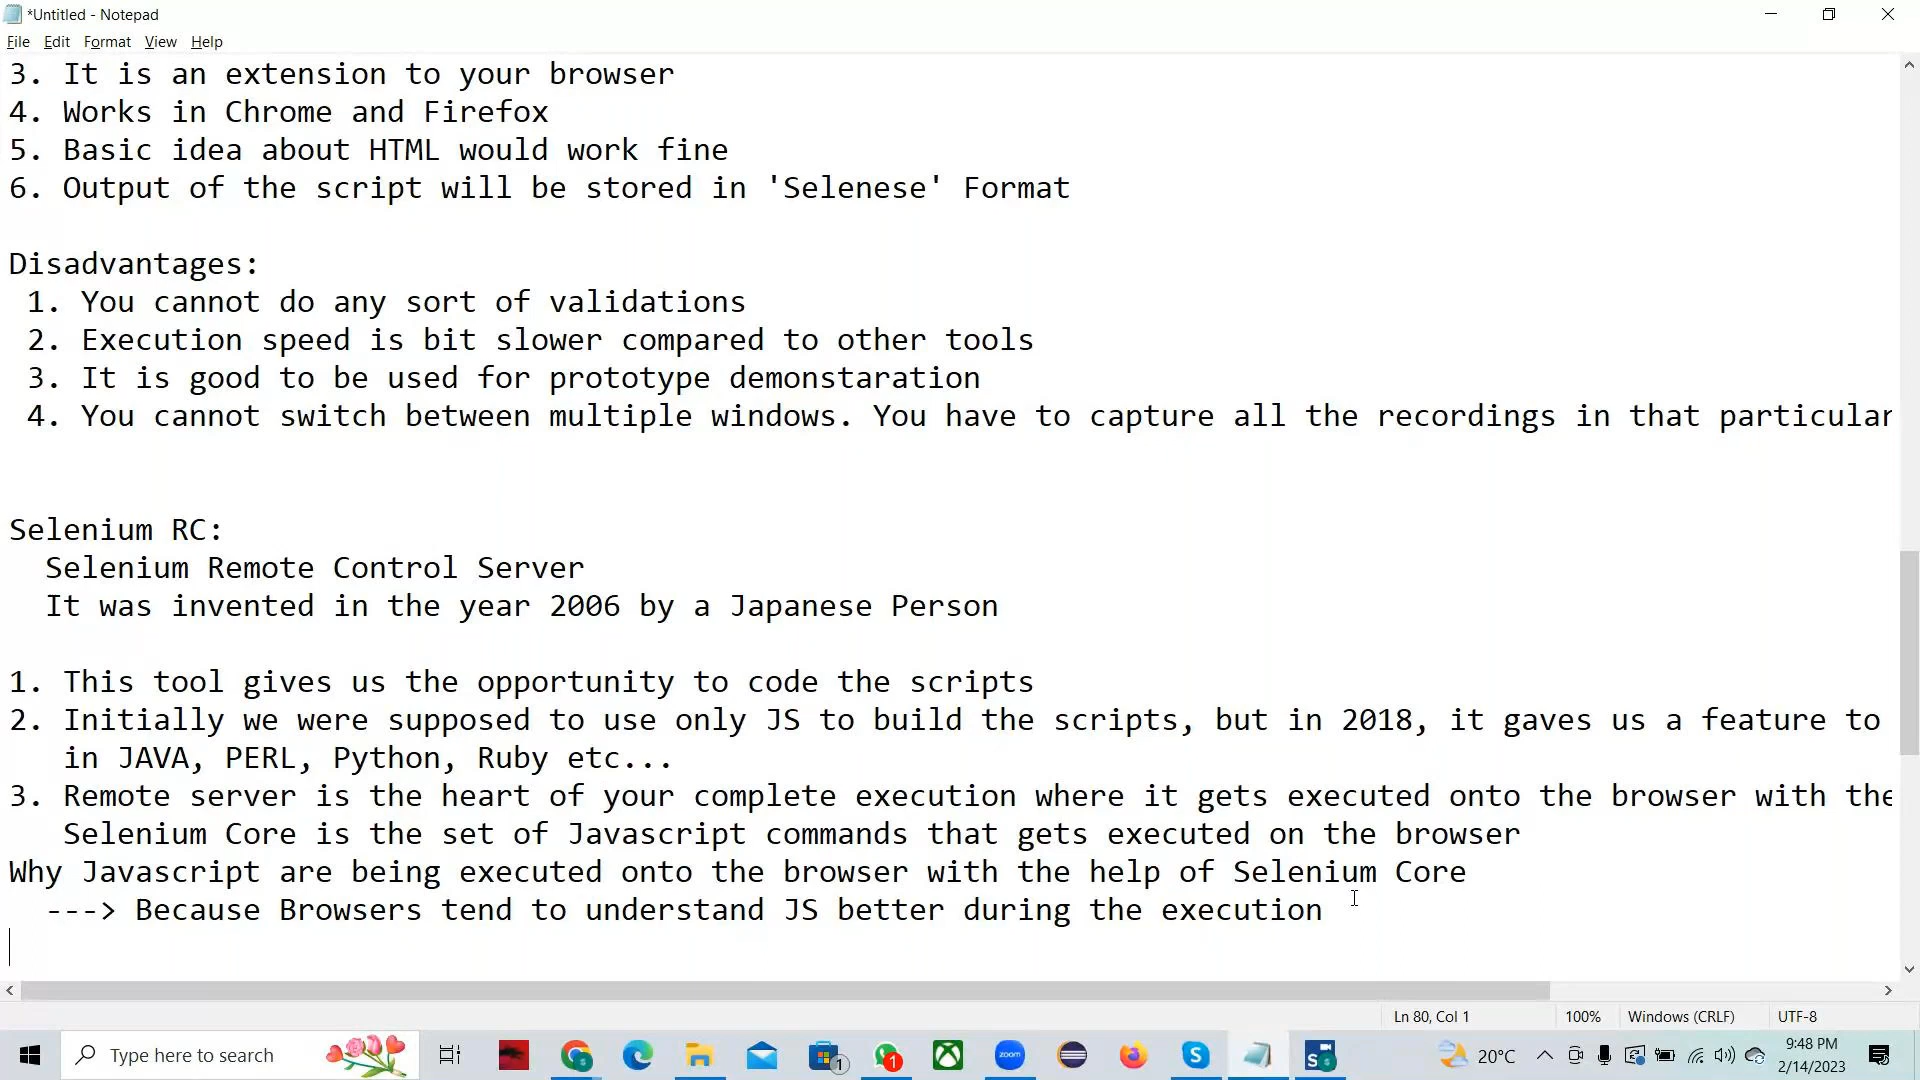 *Untitled - Notepad
File Edit Format View Help
3. It is an extension to your browser
4. Works in Chrome and Firefox
5. Basic idea about HTML would work fine
6. Output of the script will be stored in 'Selenese' Format
Disadvantages:
1. You cannot do any sort of validations
2. Execution speed is bit slower compared to other tools
3. It is good to be used for prototype demonstaration
4. You cannot switch between multiple windows. You have to capture all the recordings in that particular
Selenium RC:
Selenium Remote Control Server
It was invented in the year 2006 by a Japanese Person
1. This tool gives us the opportunity to code the scripts
2. Initially we were supposed to use only JS to build the scripts, but in 2018, it gaves us a feature to
in JAVA, PERL, Python, Ruby etc...
3. Remote server is the heart of your complete execution where it gets executed onto the browser with the
Selenium Core is the set of Javascript commands that gets executed on the browser
Why Javascript are being executed onto the browser with the help of Selenium Core
---> Because Browsers tend to understand JS better during the execution
Ln 80, Col 1 100% Windows (CRLF) UTF-8
Type here to search
1
1
zoom
20°C
9:48 PM
2/14/2023